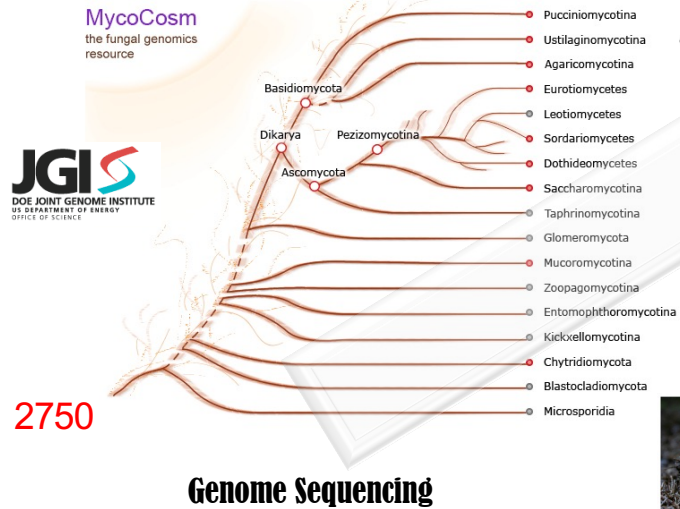 MycoCosm
the fungal genomics
resource
Pucciniomycotina
Ustilaginomycotina
Agaricomycotina
Basidiomycota
Eurotiomycetes
Leotiomycetes
Dikarya
Pezizomycotina
Sordariomycetes
Dothideomycetes
Ascomycota
Saccharomycotina
JGI
DOE JOINT GENOME INSTITUTE
US DEPARTMENT OF ENERGY
OFFICE OF SCIENCE
Taphrinomycotina
Glomeromycota
Mucoromycotina
Zoopagomycotina
Entomophthoromycotina
Kickxellomycotina
Chytridiomycota
Blastocladiomycota
Microsporidia
2750
Genome Sequencing